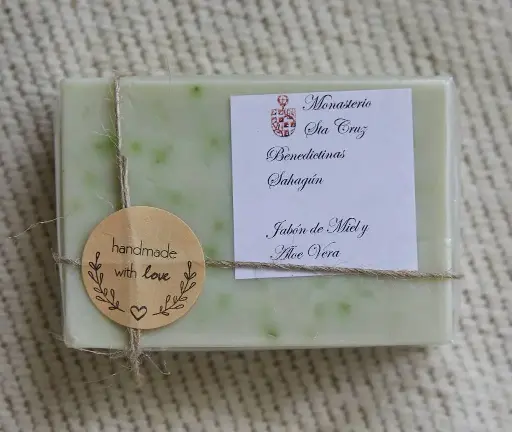 Monasterio
Sta Cruz
Benedictinas
Sahagún
Jabón de Miel y
Aloe Vera
handmade
with love